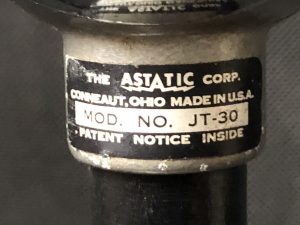 THE ASTATIC CORP.
CONNEAUT, OHIO MADE IN U.S.A.
MOD. NO. JT-30
PATENT NOTICE INSIDE